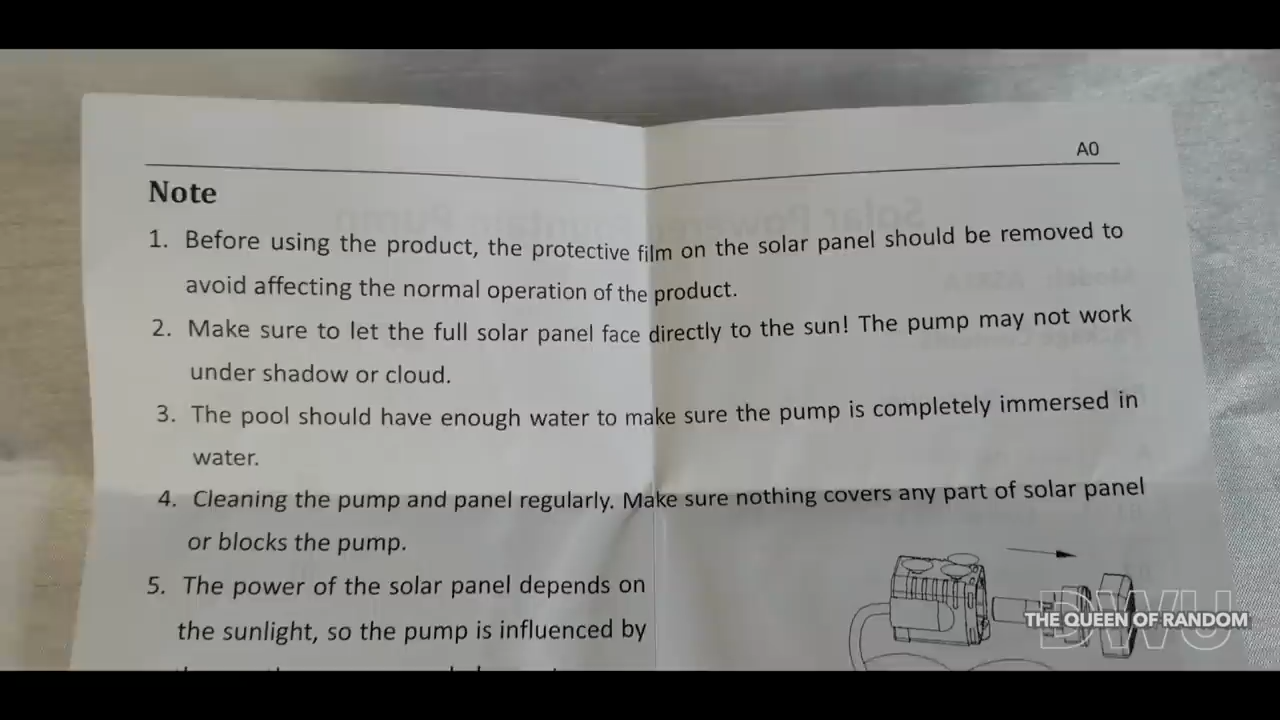 A0
Note
1. Before using the product, the protective film on the solar panel should be removed to
avoid affecting the normal operation of the product.
2. Make sure to let the full solar panel face directly to the sun! The pump may not work
under shadow or cloud.
3. The pool should have enough water to make sure the pump is completely immersed in
water.
4. Cleaning the pump and panel regularly. Make sure nothing covers any part of solar panel
or blocks the pump.
5. The power of the solar panel depends on
the sunlight, so the pump is influenced by
DWU
THE QUEEN OF RANDOM